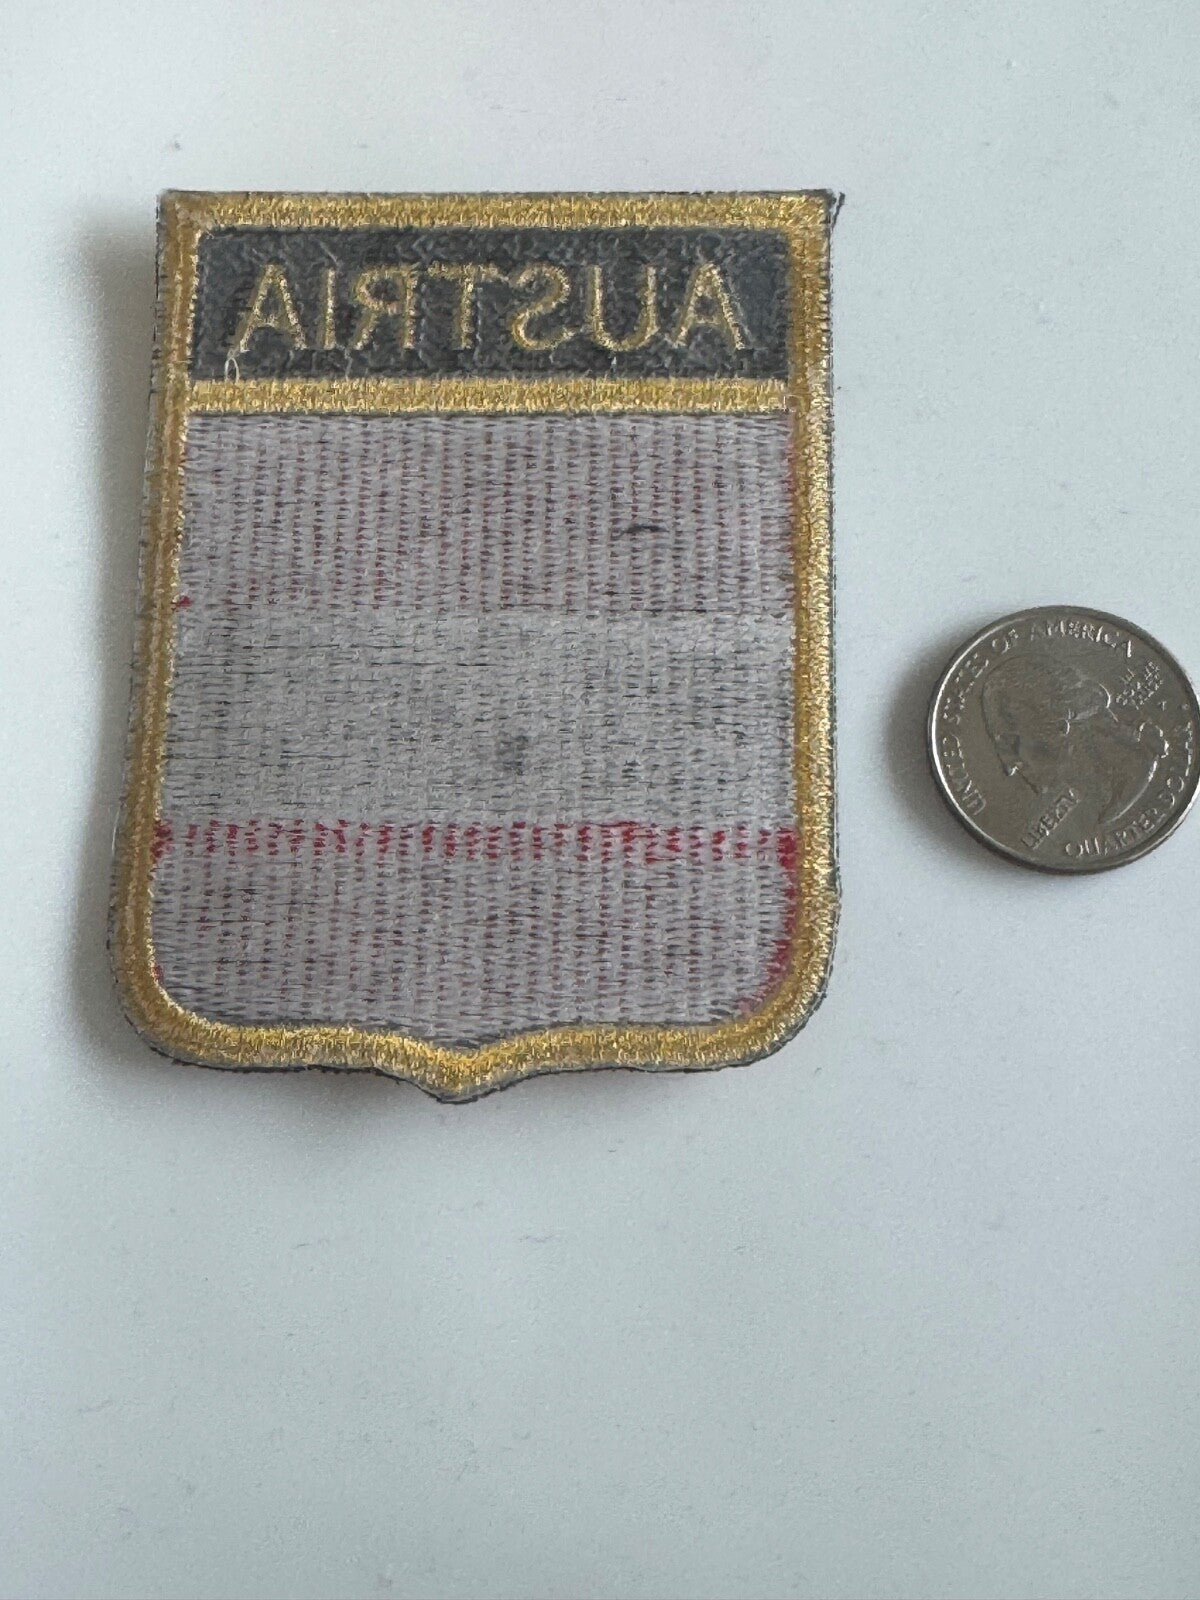 AUSTRIA
UNITED STATES OF AMERICA
LIBERTY
QUARTER DOLLAR